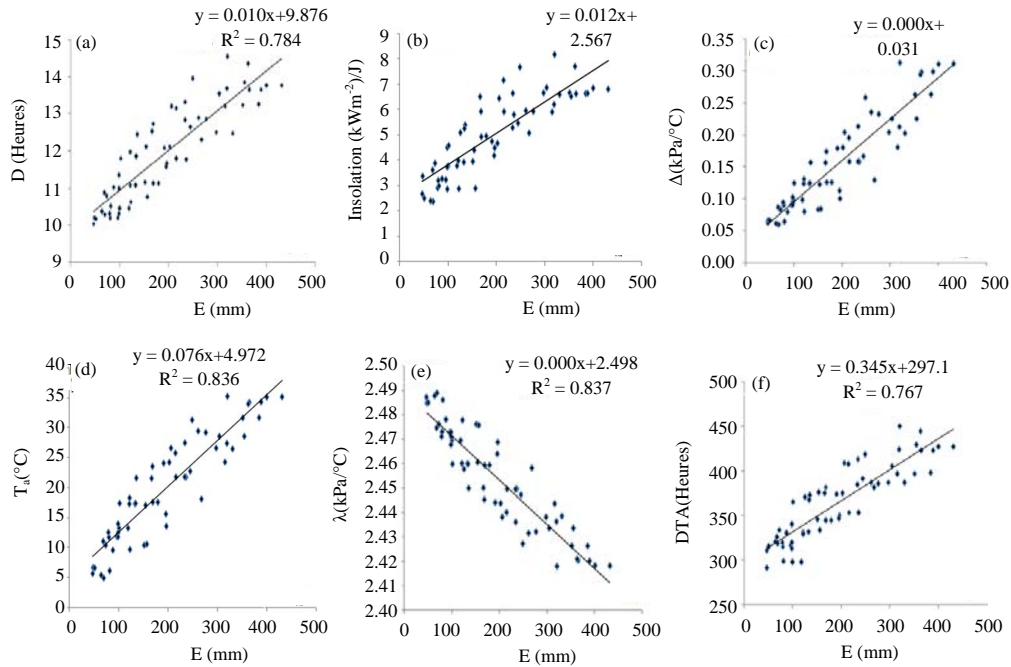 y = 0.010x+9.876
R² = 0.784
(a)
15
14
13
12
11
10
9
D (Heures)
0 100 200 300 400 500
E (mm)
y = 0.012x+
2.567
(b)
9
8
7
6
5
4
3
2
1
0
Insolation (kWm⁻²)/J)
0 100 200 300 400 500
E (mm)
y = 0.000x+
0.031
(c)
0.35
0.30
0.25
0.20
0.15
0.10
0.05
0.00
Δ(kPa/°C)
0 100 200 300 400 500
E (mm)
y = 0.076x+4.972
R² = 0.836
(d)
40
35
30
25
20
15
10
5
0
Tₐ(°C)
0 100 200 300 400 500
E (mm)
y = 0.000x+2.498
R² = 0.837
(e)
2.50
2.49
2.48
2.47
2.46
2.45
2.44
2.43
2.42
2.41
2.40
λ(kPa/°C)
0 100 200 300 400 500
E (mm)
y = 0.345x+297.1
R² = 0.767
(f)
500
450
400
350
300
250
DTA(Heures)
0 100 200 300 400 500
E (mm)